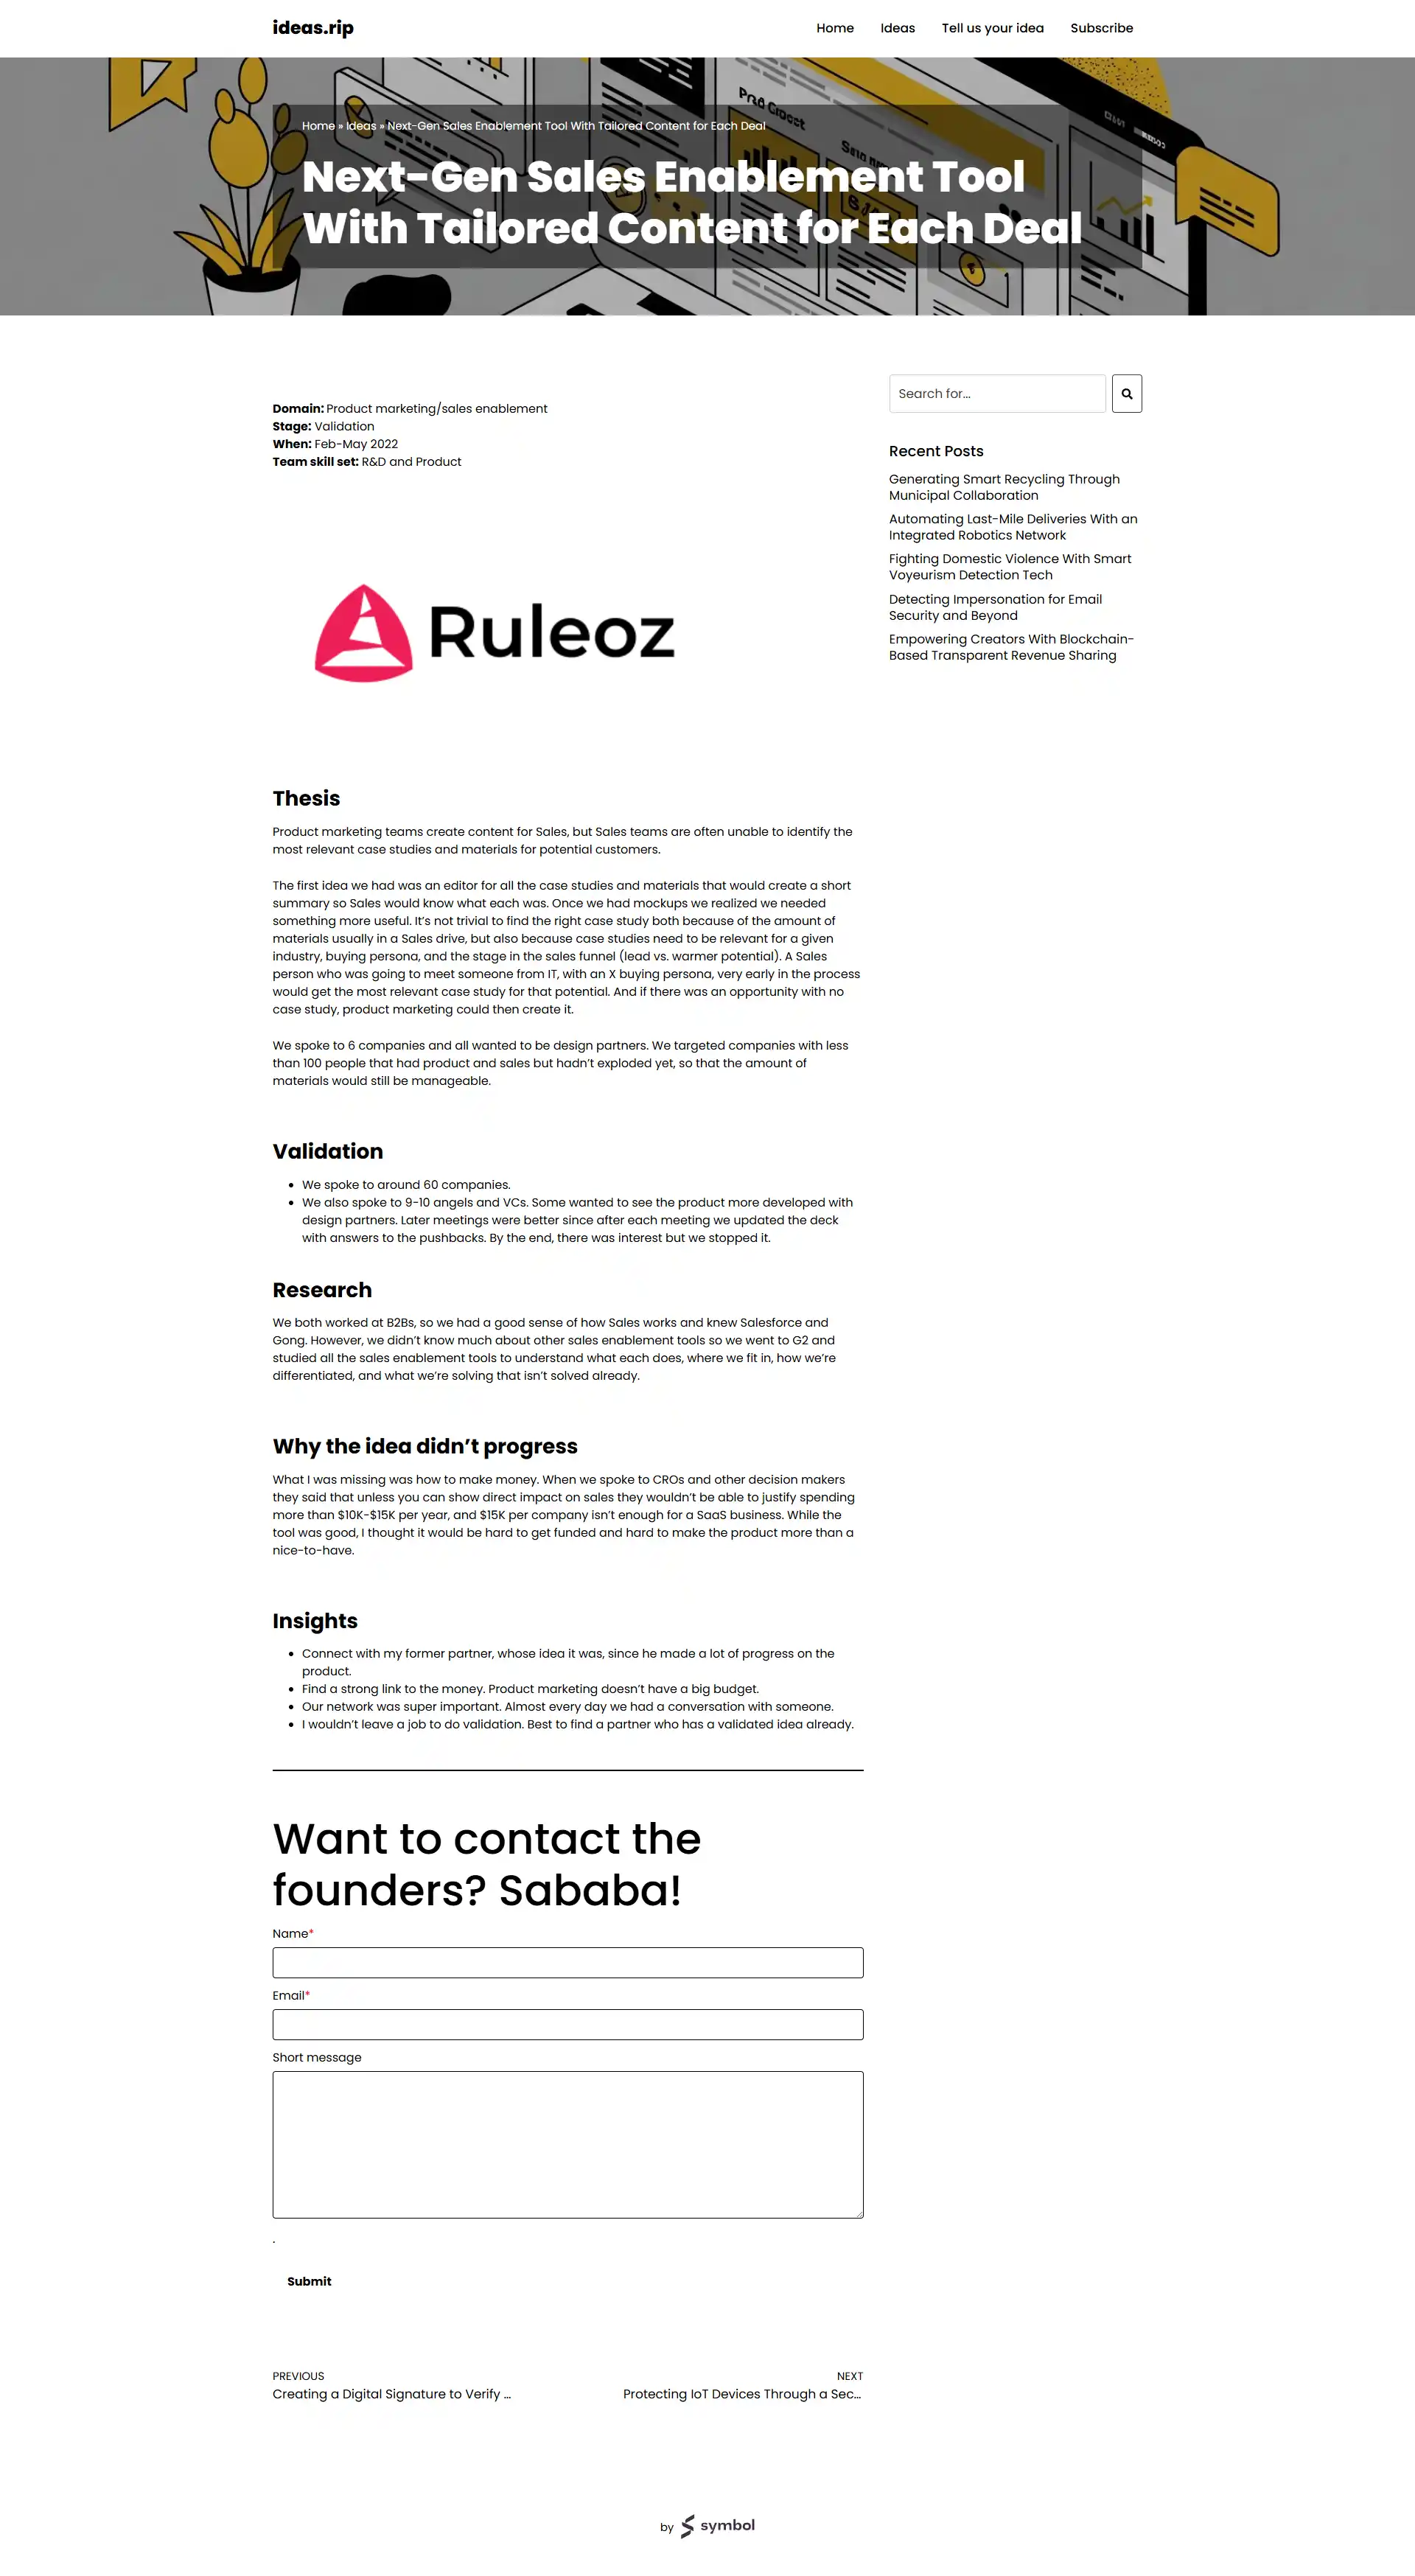 ideas.rip
Home
Ideas
Tell us your idea
Subscribe
Home » Ideas » Next-Gen Sales Enablement Tool With Tailored Content for Each Deal
Next-Gen Sales Enablement Tool
With Tailored Content for Each Deal
Domain: Product marketing/sales enablement
Stage: Validation
When: Feb-May 2022
Team skill set: R&D and Product
Ruleoz
Thesis
Product marketing teams create content for Sales, but Sales teams are often unable to identify the
most relevant case studies and materials for potential customers.
The first idea we had was an editor for all the case studies and materials that would create a short
summary so Sales would know what each was. Once we had mockups we realized we needed
something more useful. It’s not trivial to find the right case study both because of the amount of
materials usually in a Sales drive, but also because case studies need to be relevant for a given
industry, buying persona, and the stage in the sales funnel (lead vs. warmer potential). A Sales
person who was going to meet someone from IT, with an X buying persona, very early in the process
would get the most relevant case study for that potential. And if there was an opportunity with no
case study, product marketing could then create it.
We spoke to 6 companies and all wanted to be design partners. We targeted companies with less
than 100 people that had product and sales but hadn’t exploded yet, so that the amount of
materials would still be manageable.
Validation
• We spoke to around 60 companies.
• We also spoke to 9-10 angels and VCs. Some wanted to see the product more developed with
design partners. Later meetings were better since after each meeting we updated the deck
with answers to the pushbacks. By the end, there was interest but we stopped it.
Research
We both worked at B2Bs, so we had a good sense of how Sales works and knew Salesforce and
Gong. However, we didn’t know much about other sales enablement tools so we went to G2 and
studied all the sales enablement tools to understand what each does, where we fit in, how we’re
differentiated, and what we’re solving that isn’t solved already.
Why the idea didn’t progress
What I was missing was how to make money. When we spoke to CROs and other decision makers
they said that unless you can show direct impact on sales they wouldn’t be able to justify spending
more than $10K-$15K per year, and $15K per company isn’t enough for a SaaS business. While the
tool was good, I thought it would be hard to get funded and hard to make the product more than a
nice-to-have.
Insights
• Connect with my former partner, whose idea it was, since he made a lot of progress on the
product.
• Find a strong link to the money. Product marketing doesn’t have a big budget.
• Our network was super important. Almost every day we had a conversation with someone.
• I wouldn’t leave a job to do validation. Best to find a partner who has a validated idea already.
Want to contact the
founders? Sababa!
Name*
Email*
Short message
.
Submit
PREVIOUS
Creating a Digital Signature to Verify ...
NEXT
Protecting IoT Devices Through a Sec...
Search for...
Recent Posts
Generating Smart Recycling Through
Municipal Collaboration
Automating Last-Mile Deliveries With an
Integrated Robotics Network
Fighting Domestic Violence With Smart
Voyeurism Detection Tech
Detecting Impersonation for Email
Security and Beyond
Empowering Creators With Blockchain-
Based Transparent Revenue Sharing
by symbol